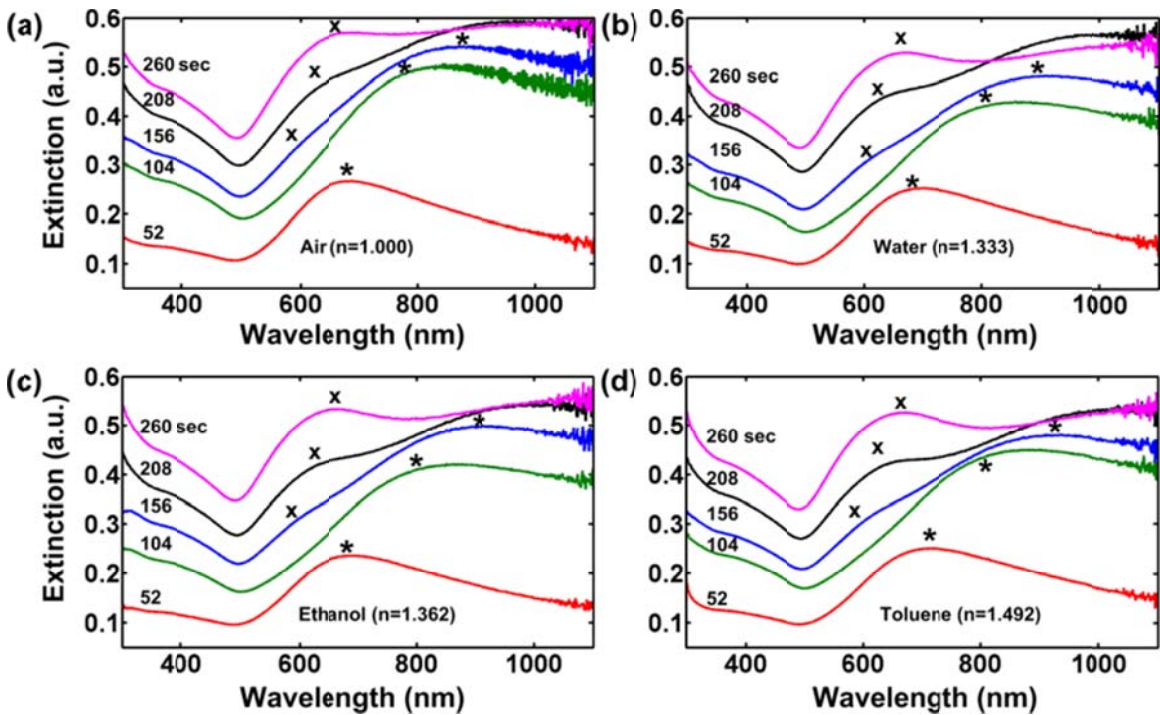 (a)
0.6
0.5
0.4
0.3
0.2
0.1
Extinction (a.u.)
260 sec
208
156
104
52
x
x
x
*
*
*
Air (n=1.000)
400 600 800 1000
Wavelength (nm)
(b)
0.6
0.5
0.4
0.3
0.2
0.1
260 sec
208
156
104
52
x
x
x
*
*
*
Water (n=1.333)
400 600 800 1000
Wavelength (nm)
(c)
0.6
0.5
0.4
0.3
0.2
0.1
Extinction (a.u.)
260 sec
208
156
104
52
x
x
x
*
*
*
Ethanol (n=1.362)
400 600 800 1000
Wavelength (nm)
(d)
0.6
0.5
0.4
0.3
0.2
0.1
260 sec
208
156
104
52
x
x
x
*
*
*
Toluene (n=1.492)
400 600 800 1000
Wavelength (nm)